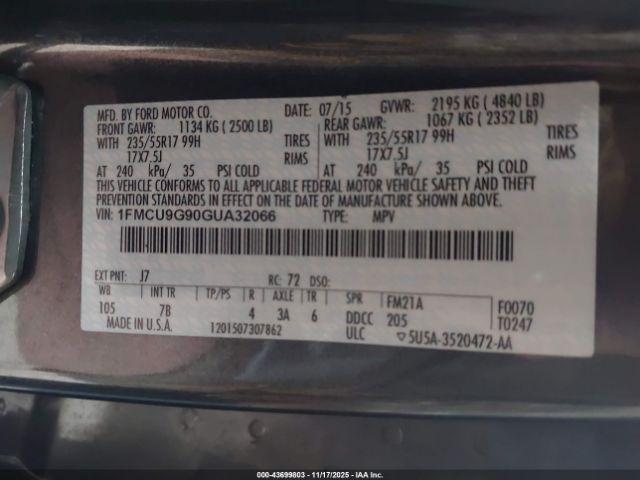 MFG. BY FORD MOTOR CO. DATE: 07/15 GVWR: 2195 KG ( 4840 LB)
FRONT GAWR: 1134 KG ( 2500 LB) REAR GAWR: 1067 KG ( 2352 LB)
WITH 235/55R17 99H TIRES WITH 235/55R17 99H TIRES
17X7.5J RIMS 17X7.5J RIMS
AT 240 kPa/ 35 PSI COLD AT 240 kPa/ 35 PSI COLD
THIS VEHICLE CONFORMS TO ALL APPLICABLE FEDERAL MOTOR VEHICLE SAFETY AND THEFT
PREVENTION STANDARDS IN EFFECT ON THE DATE OF MANUFACTURE SHOWN ABOVE.
VIN: 1FMCU9G90GUA32066 TYPE: MPV
EXT PNT: J7 RC: 72 DSO:
WB INT TR TP/PS R AXLE TR SPR FM21A F0070
105 7B 4 3A 6 DDCC 205 T0247
MADE IN U.S.A. 1201507307862 ULC 5U5A-3520472-AA
000-43699803 - 11/17/2025 - IAAI, Inc.